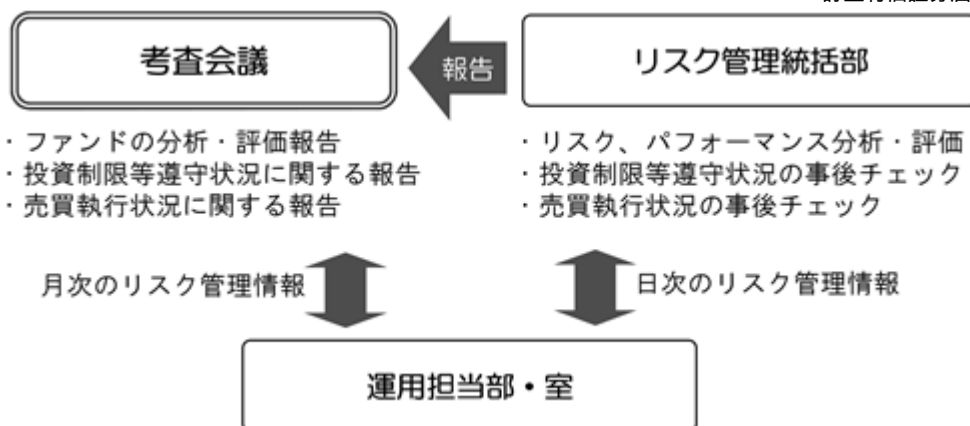 考査会議
報告
リスク管理統括部
・ファンドの分析・評価報告
・投資制限等遵守状況に関する報告
・売買執行状況に関する報告
・リスク、パフォーマンス分析・評価
・投資制限等遵守状況の事後チェック
・売買執行状況の事後チェック
月次のリスク管理情報
日次のリスク管理情報
運用担当部・室